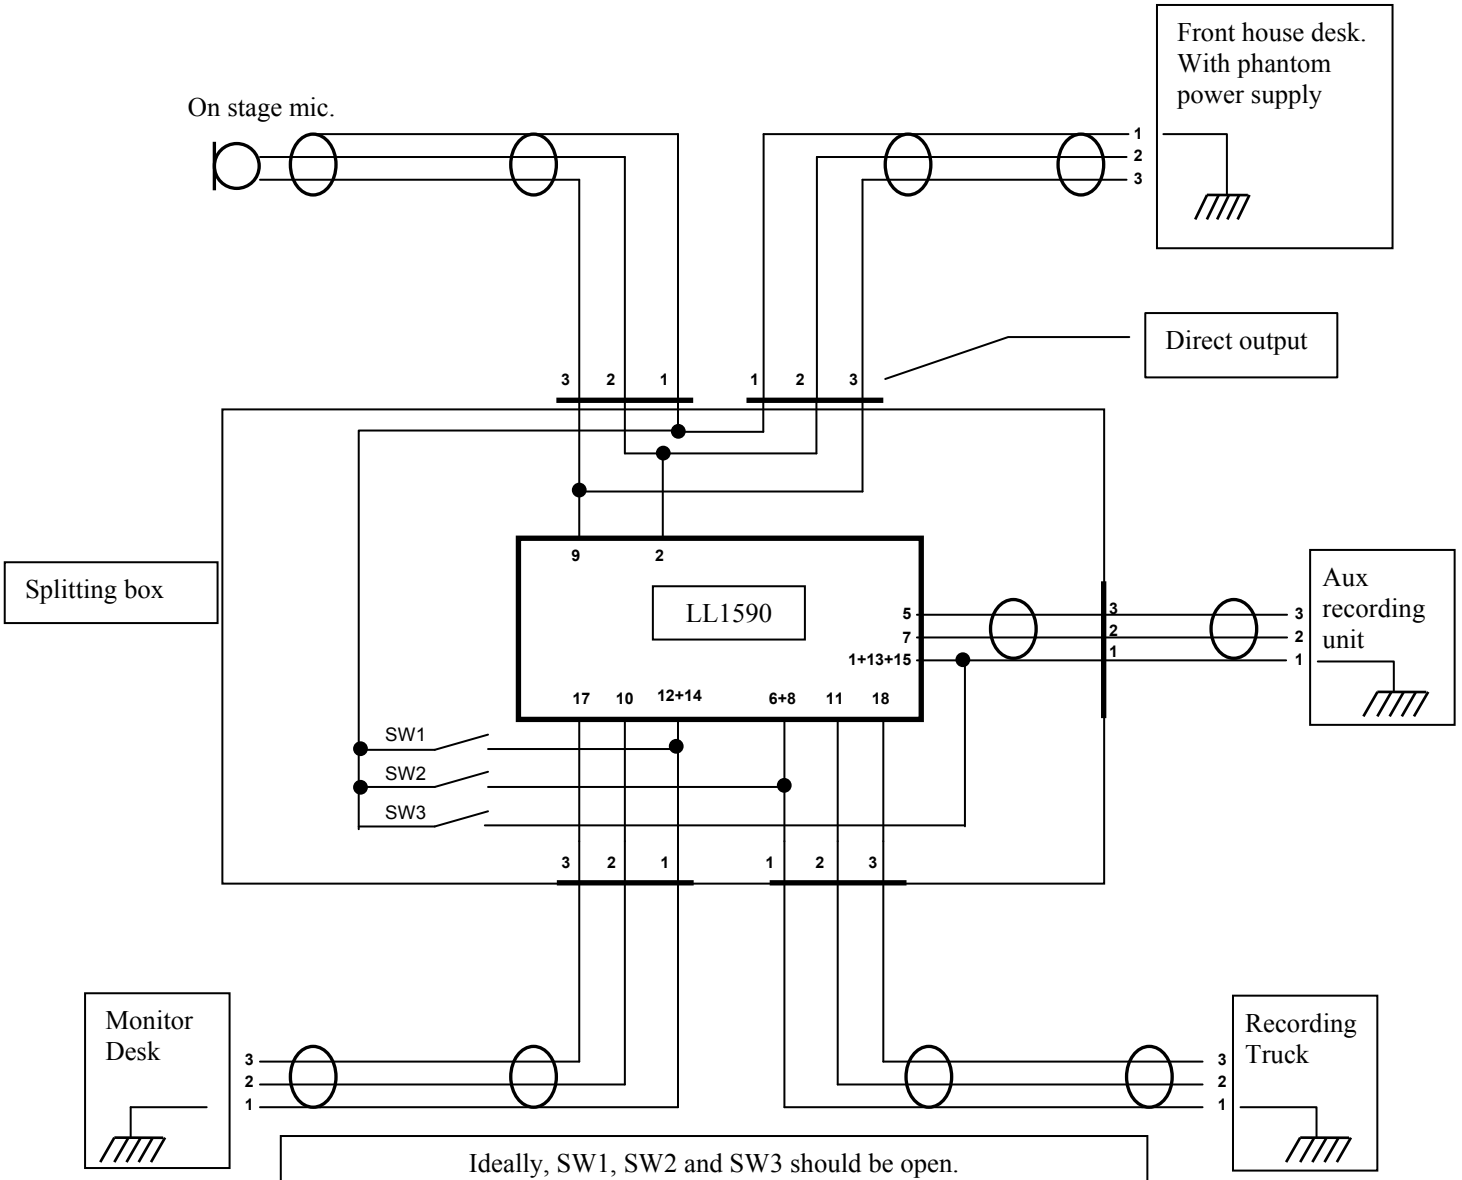 Front house desk.
With phantom
power supply
On stage mic.
1
2
3
Direct output
3 2 1
1 2 3
Splitting box
9 2
LL1590
5
7
1+13+15
3
2
1
3
2
1
Aux
recording
unit
17 10 12+14 6+8 11 18
SW1
SW2
SW3
3 2 1
1 2 3
Monitor
Desk
3
2
1
Recording
Truck
3
2
1
Ideally, SW1, SW2 and SW3 should be open.